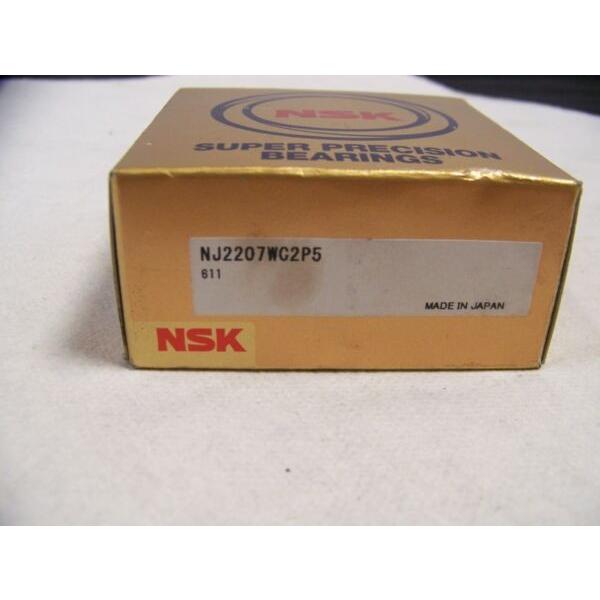 NSK
SUPER PRECISION
BEARINGS
NJ2207WC2P5
611
MADE IN JAPAN
NSK